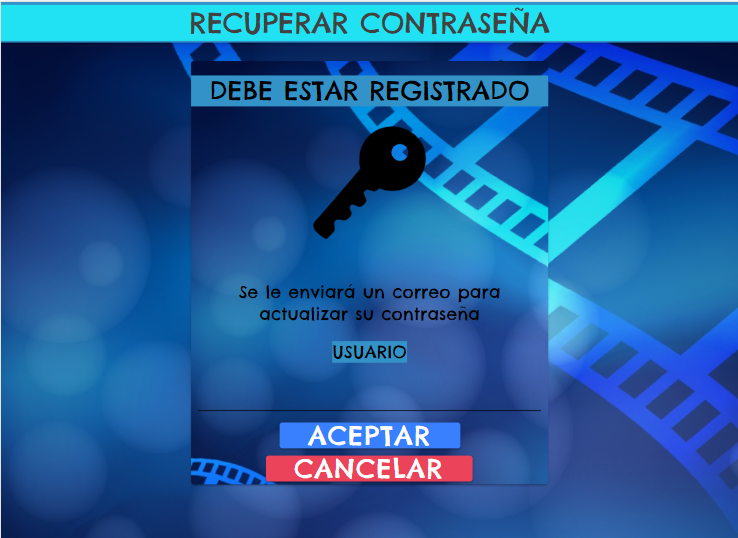 RECUPERAR CONTRASEÑA
DEBE ESTAR REGISTRADO
Se le enviará un correo para
actualizar su contraseña
USUARIO
ACEPTAR
CANCELAR